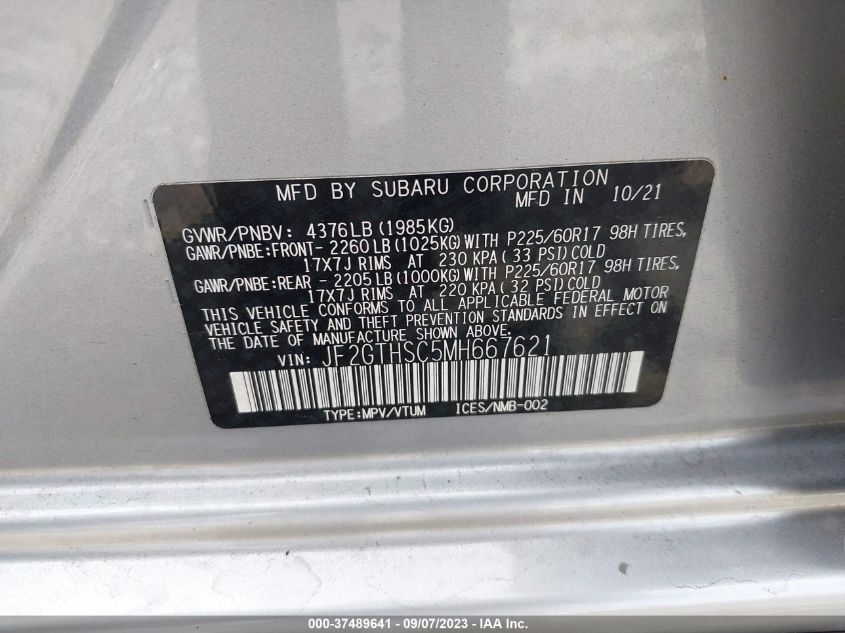 MFD BY SUBARU CORPORATION
MFD IN 10/21
GVWR/PNBV: 4376LB(1985KG)
GAWR/PNBE:FRONT- 2260LB(1025KG)WITH P225/60R17 98H TIRES,
17X7J RIMS AT 230 KPA( 33 PSI)COLD
GAWR/PNBE:REAR - 2205LB(1000KG)WITH P225/60R17 98H TIRES,
17X7J RIMS AT 220 KPA( 32 PSI)COLD
THIS VEHICLE CONFORMS TO ALL APPLICABLE FEDERAL MOTOR
VEHICLE SAFETY AND THEFT PREVENTION STANDARDS IN EFFECT ON
THE DATE OF MANUFACTURE SHOWN ABOVE.
VIN: JF2GTHSC5MH667621
TYPE:MPV/VTUM ICES/NMB-002
000-37489641 - 09/07/2023 - IAA Inc.